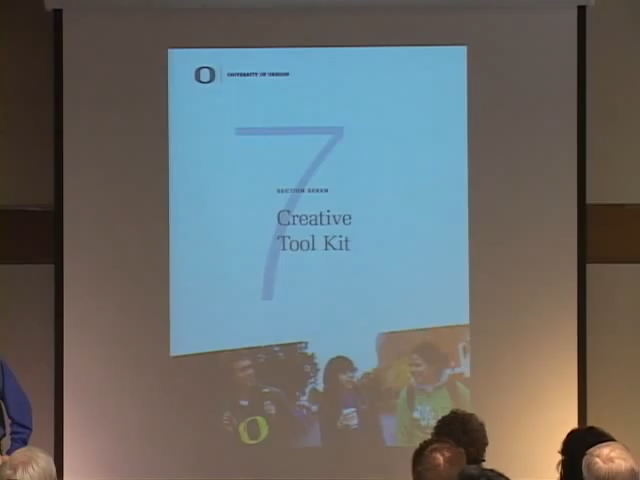 O
UNIVERSITY OF OREGON
7
SECTION SEVEN
Creative
Tool Kit
O